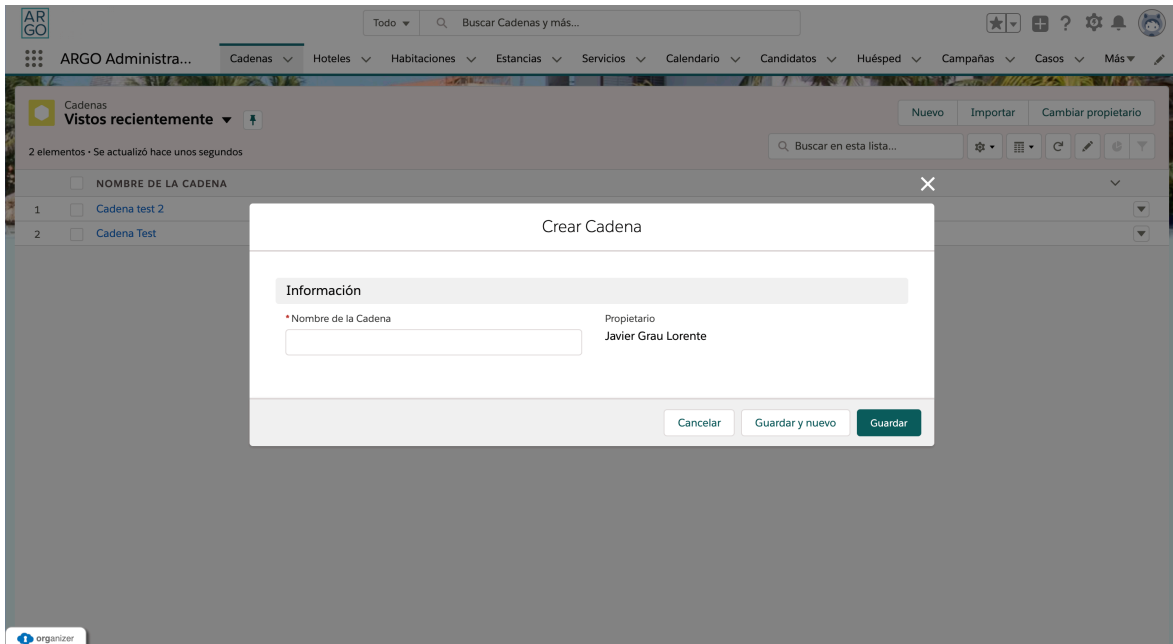 AR
GO
Todo
Buscar Cadenas y más...
ARGO Administra...
Cadenas
Hoteles
Habitaciones
Estancias
Servicios
Calendario
Candidatos
Huésped
Campañas
Casos
Más
Cadenas
Vistos recientemente
Nuevo
Importar
Cambiar propietario
2 elementos • Se actualizó hace unos segundos
Buscar en esta lista...
NOMBRE DE LA CADENA
1 Cadena test 2
2 Cadena Test
Crear Cadena
Información
*Nombre de la Cadena
Propietario
Javier Grau Lorente
Cancelar
Guardar y nuevo
Guardar
organizer